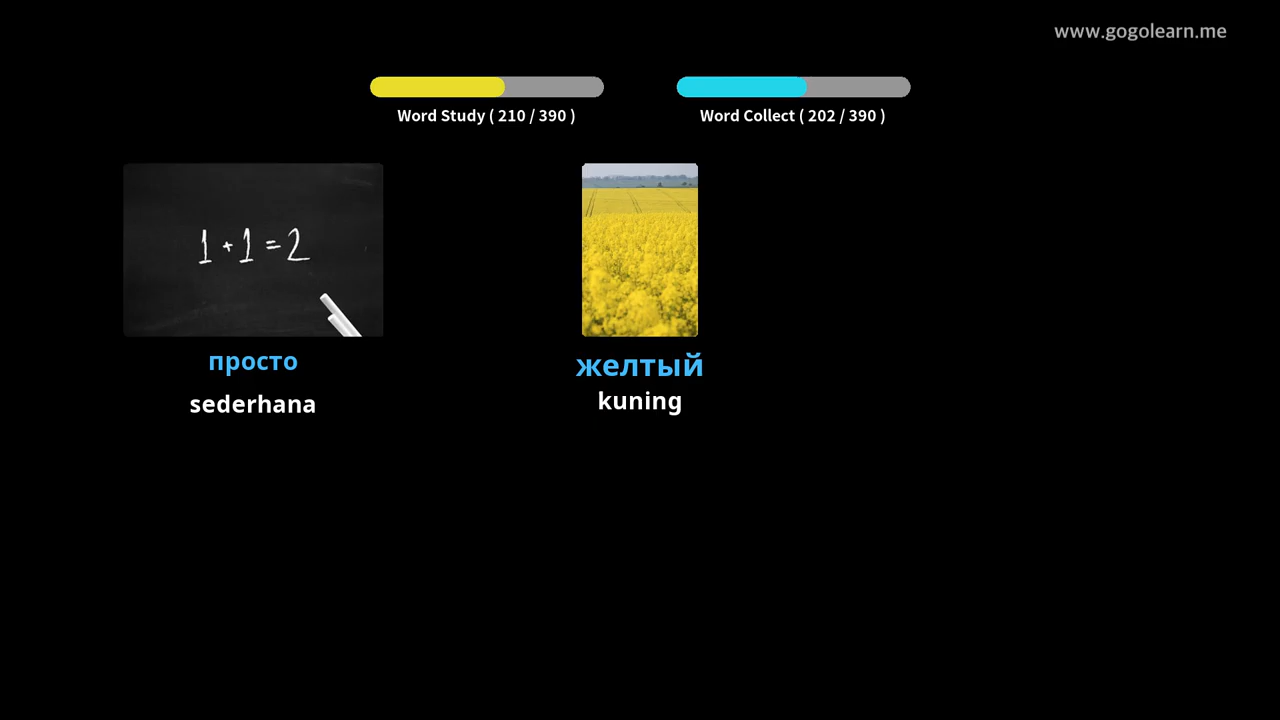 www.gogolearn.me
Word Study ( 210 / 390 )
Word Collect ( 202 / 390 )
1 + 1 = 2
просто
sederhana
желтый
kuning